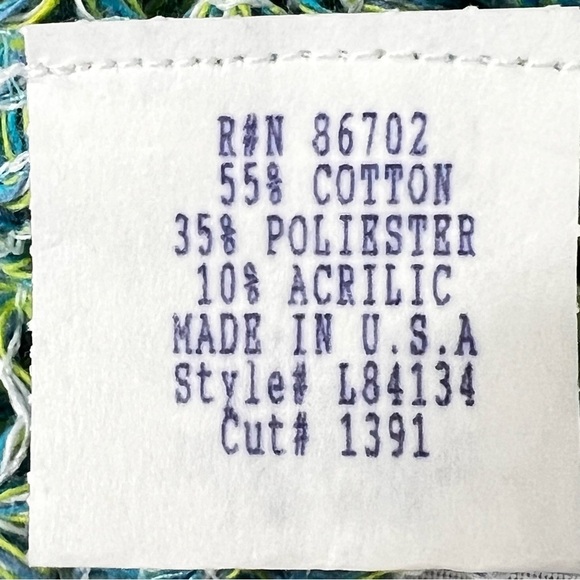 R#N 86702
55% COTTON
35% POLIESTER
10% ACRILIC
MADE IN U.S.A
Style# L84134
Cut# 1391